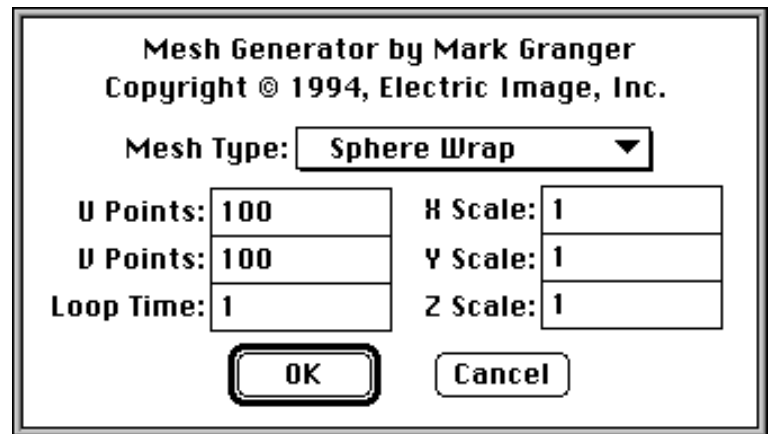 Mesh Generator by Mark Granger
Copyright © 1994, Electric Image, Inc.
Mesh Type: Sphere Wrap
U Points: 100 X Scale: 1
V Points: 100 Y Scale: 1
Loop Time: 1 Z Scale: 1
OK Cancel